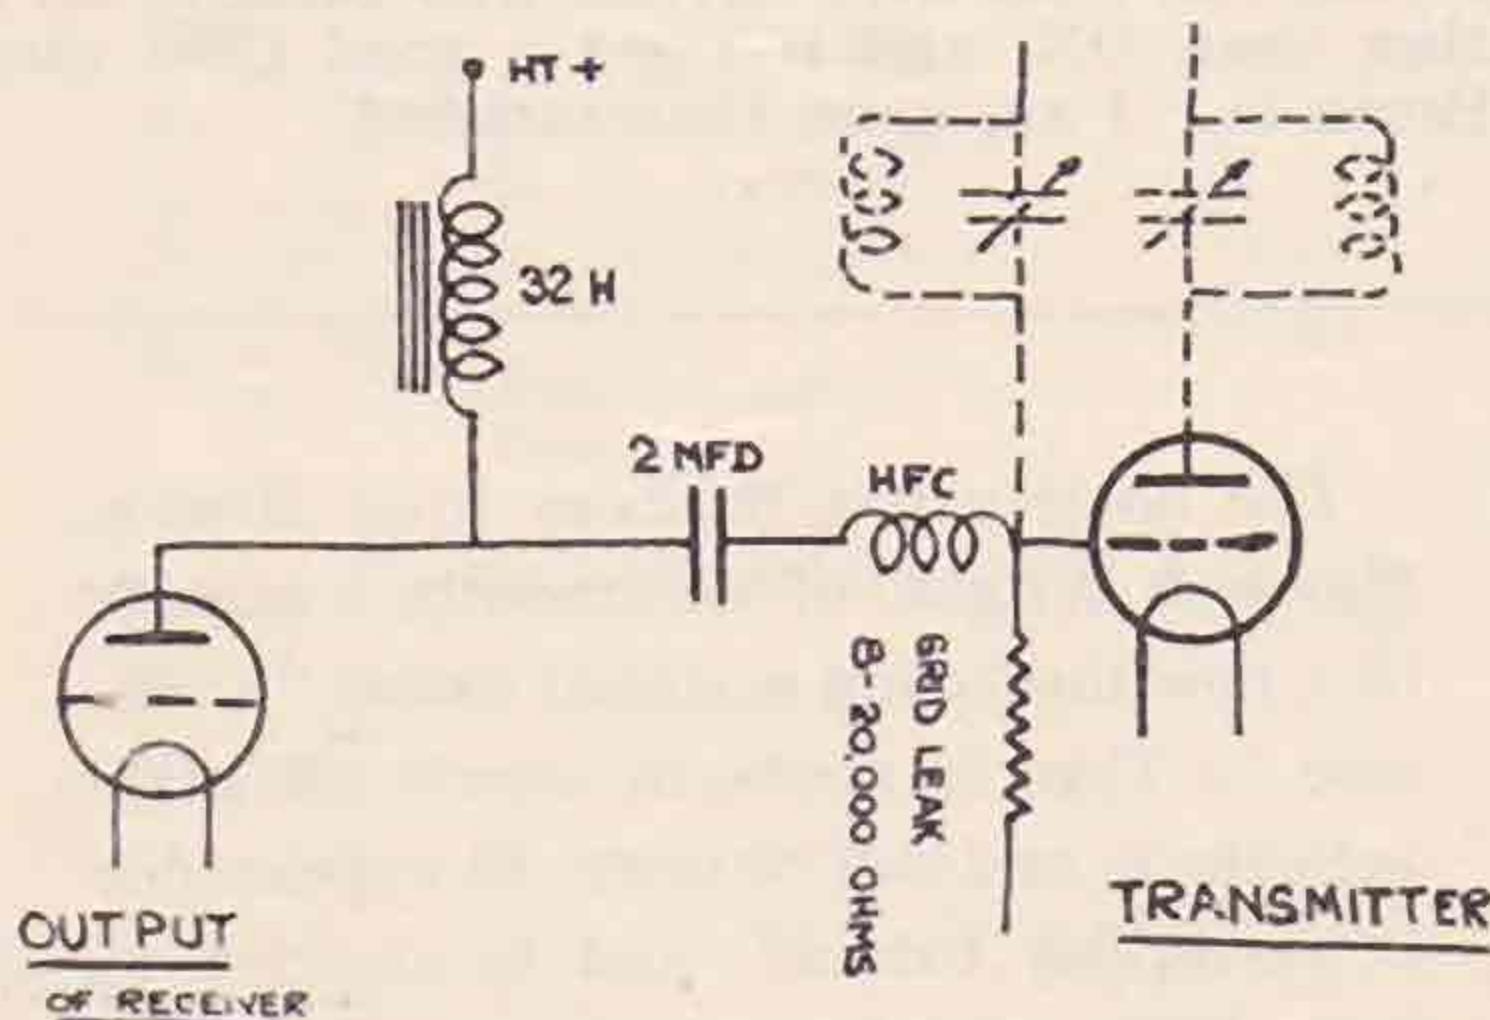 HT +
32 H
2 MFD
HFC
GRID LEAK
8-20,000 OHMS
OUTPUT
OF RECEIVER
TRANSMITTER